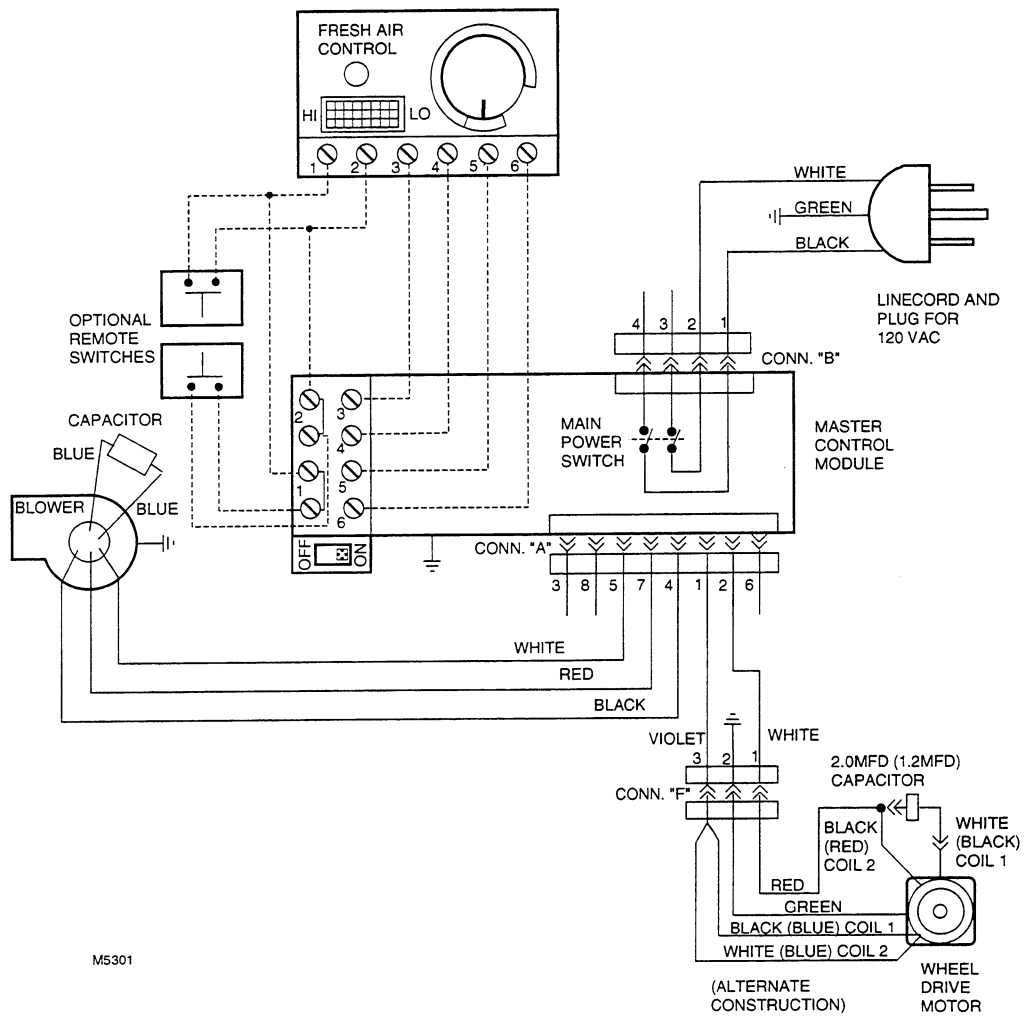 FRESH AIR
CONTROL
HI
LO
1 2 3 4 5 6
WHITE
GREEN
BLACK
LINECORD AND
PLUG FOR
120 VAC
OPTIONAL
REMOTE
SWITCHES
4 3 2 1
CONN. "B"
2
3
4
1
5
6
MAIN
POWER
SWITCH
MASTER
CONTROL
MODULE
CAPACITOR
BLUE
BLOWER
BLUE
OFF
ON
CONN. "A"
3 8 5 7 4 1 2 6
WHITE
RED
BLACK
VIOLET
WHITE
3 2 1
CONN. "F"
2.0MFD (1.2MFD)
CAPACITOR
BLACK
(RED)
COIL 2
WHITE
(BLACK)
COIL 1
RED
GREEN
BLACK (BLUE) COIL 1
WHITE (BLUE) COIL 2
WHEEL
DRIVE
MOTOR
(ALTERNATE
CONSTRUCTION)
M5301